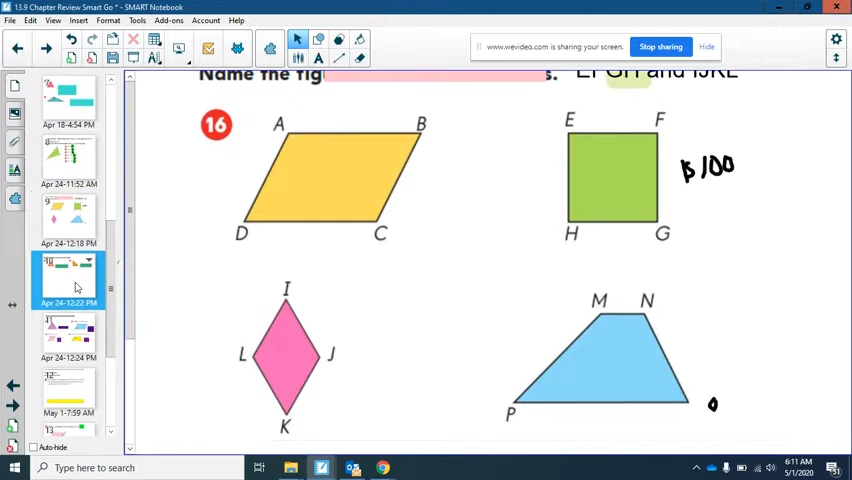 13.9 Chapter Review Smart Go * - SMART Notebook
File Edit View Insert Format Tools Add-ons Account Help
www.wevideo.com is sharing your screen. Stop sharing Hide
Name the fig s. EFGH and IJKL
16
A B
D C
E F
H G
$100
I
L J
K
M N
P o
7
8
Apr 18-4:54 PM
Apr 24-11:52 AM
9
Apr 24-12:18 PM
10
Apr 24-12:22 PM
11
Apr 24-12:24 PM
12
May 1-7:59 AM
13
Auto-hide
Type here to search
6:11 AM
5/1/2020
51